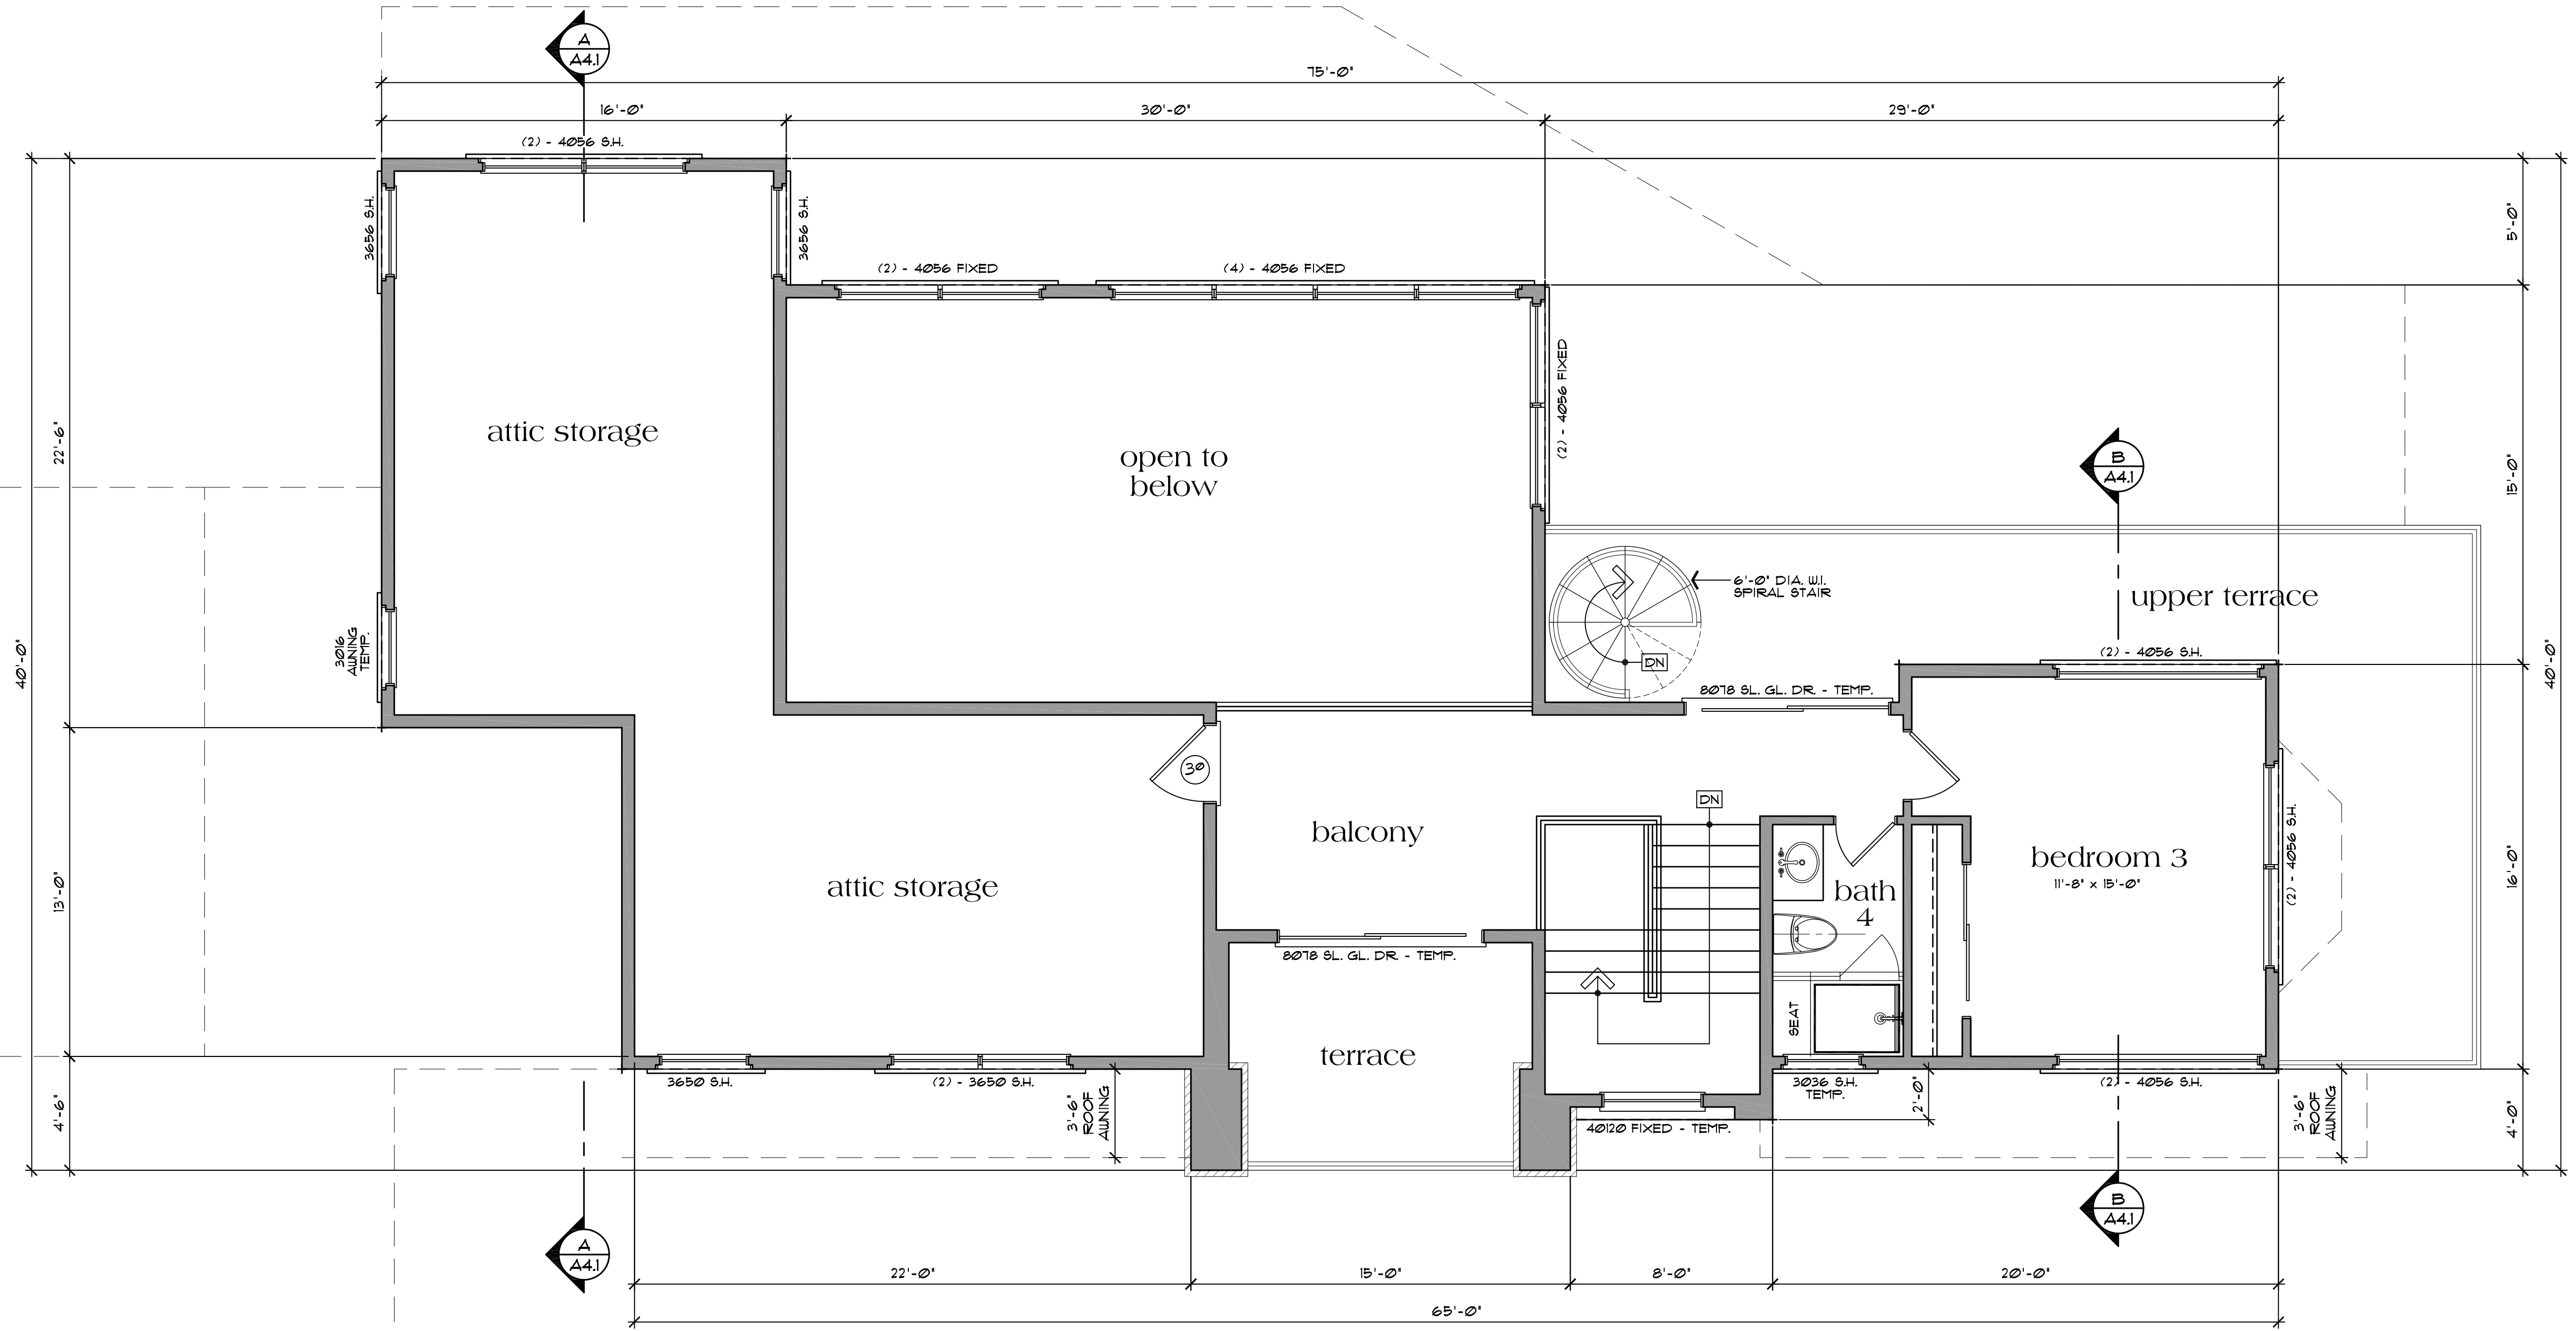 A
A4.1
75'-0"
16'-0"
30'-0"
29'-0"
(2) - 4056 S.H.
3656 S.H.
3656 S.H.
(2) - 4056 FIXED
(4) - 4056 FIXED
5'-0"
(2) - 4056 FIXED
22'-6"
attic storage
open to
below
B
A4.1
15'-0"
6'-0" DIA. W.I.
SPIRAL STAIR
upper terrace
40'-0"
3016
AWNING
TEMP.
DN
(2) - 4056 S.H.
40'-0"
8078 SL. GL. DR. - TEMP.
3⁰
DN
balcony
bedroom 3
11'-8" x 15'-0"
(2) - 4056 S.H.
16'-0"
13'-0"
attic storage
bath
4
8078 SL. GL. DR. - TEMP.
SEAT
terrace
3650 S.H.
(2) - 3650 S.H.
3036 S.H.
TEMP.
(2) - 4056 S.H.
4'-6"
3'-6"
ROOF
AWNING
40120 FIXED - TEMP.
2'-0"
3'-6"
ROOF
AWNING
4'-0"
A
A4.1
B
A4.1
22'-0"
15'-0"
8'-0"
20'-0"
65'-0"